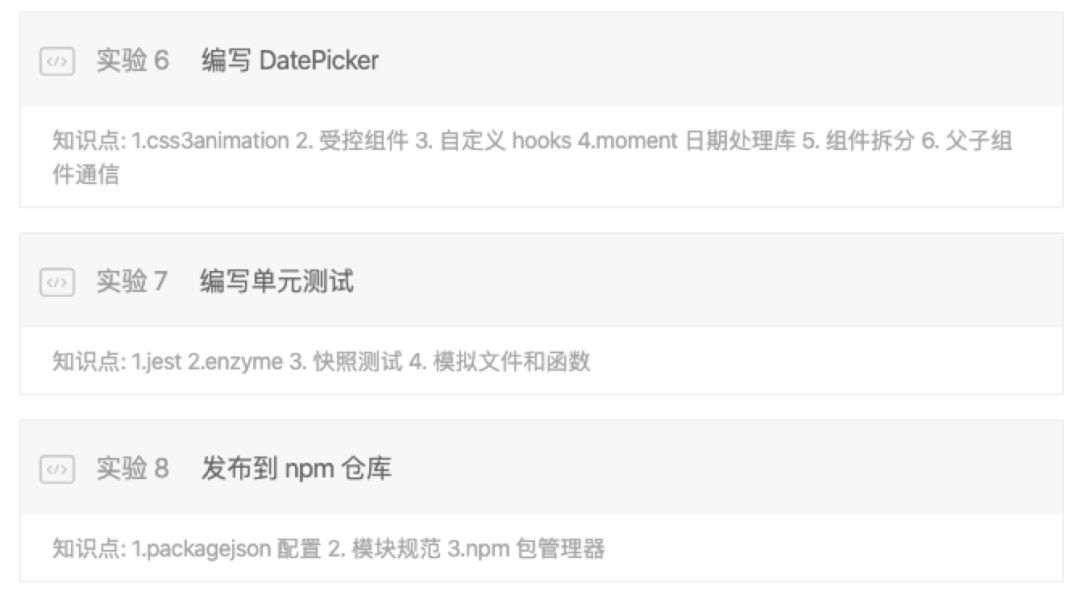 实验 6 编写 DatePicker
知识点: 1.css3animation 2. 受控组件 3. 自定义 hooks 4.moment 日期处理库 5. 组件拆分 6. 父子组
件通信
实验 7 编写单元测试
知识点: 1.jest 2.enzyme 3. 快照测试 4. 模拟文件和函数
实验 8 发布到 npm 仓库
知识点: 1.packagejson 配置 2. 模块规范 3.npm 包管理器